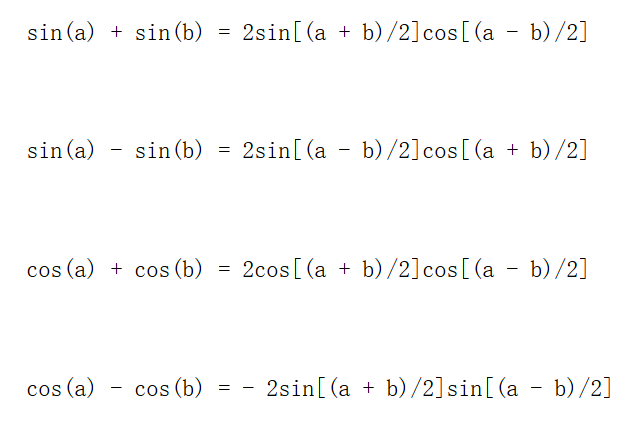 sin(a) + sin(b) = 2sin[(a + b)/2]cos[(a - b)/2]
sin(a) - sin(b) = 2sin[(a - b)/2]cos[(a + b)/2]
cos(a) + cos(b) = 2cos[(a + b)/2]cos[(a - b)/2]
cos(a) - cos(b) = - 2sin[(a + b)/2]sin[(a - b)/2]